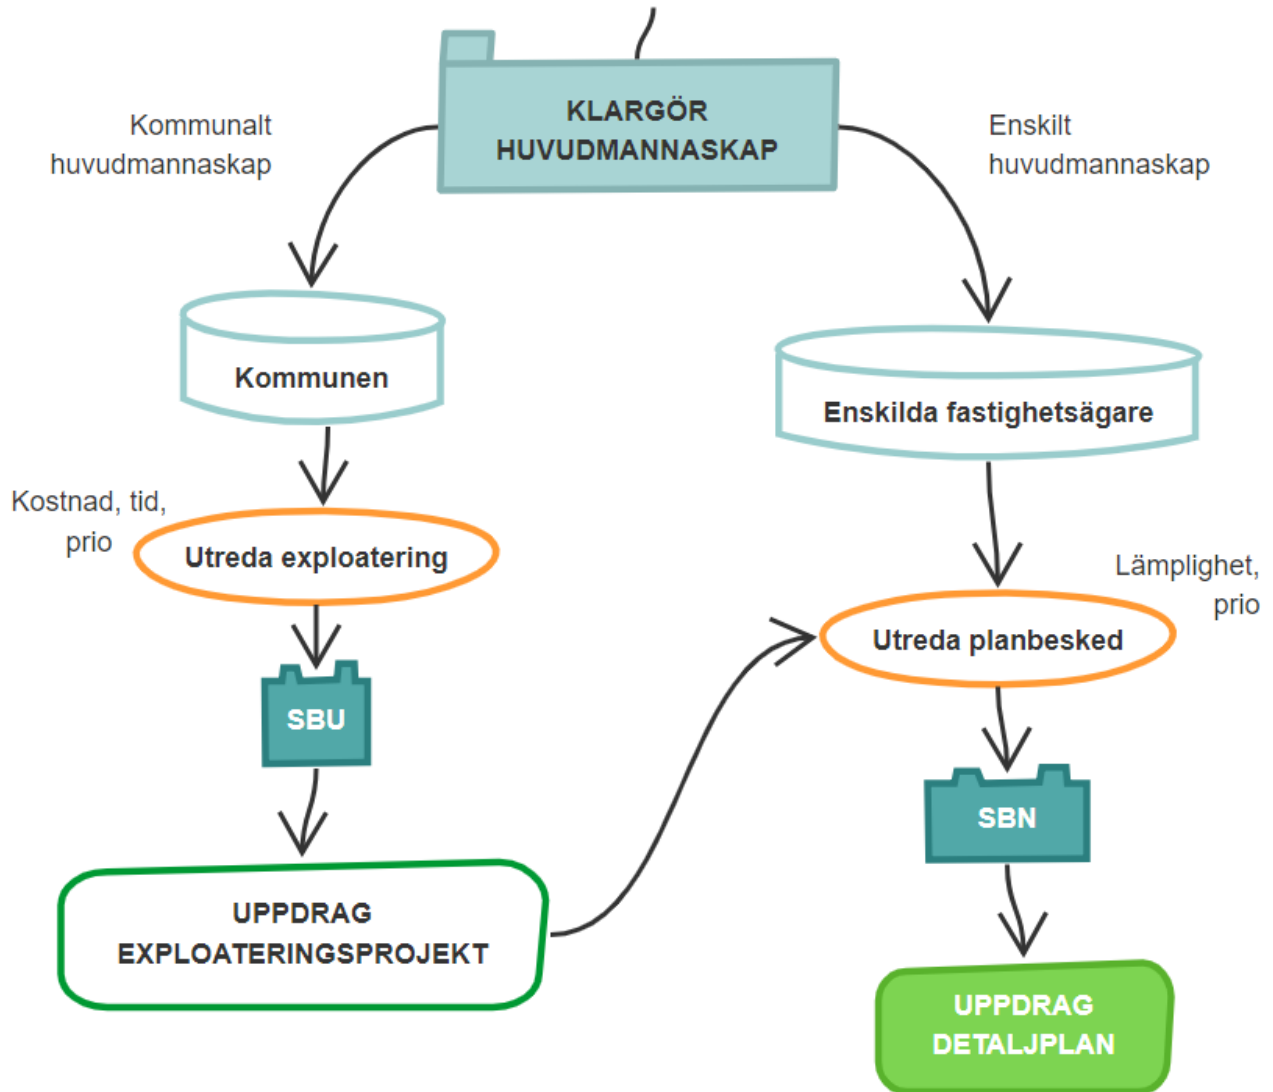 KLARGÖR
HUVUDMANNASKAP
Kommunalt
huvudmannaskap
Enskilt
huvudmannaskap
Kommunen
Enskilda fastighetsägare
Kostnad, tid,
prio
Utreda exploatering
Lämplighet,
prio
Utreda planbesked
SBU
SBN
UPPDRAG
EXPLOATERINGSPROJEKT
UPPDRAG
DETALJPLAN